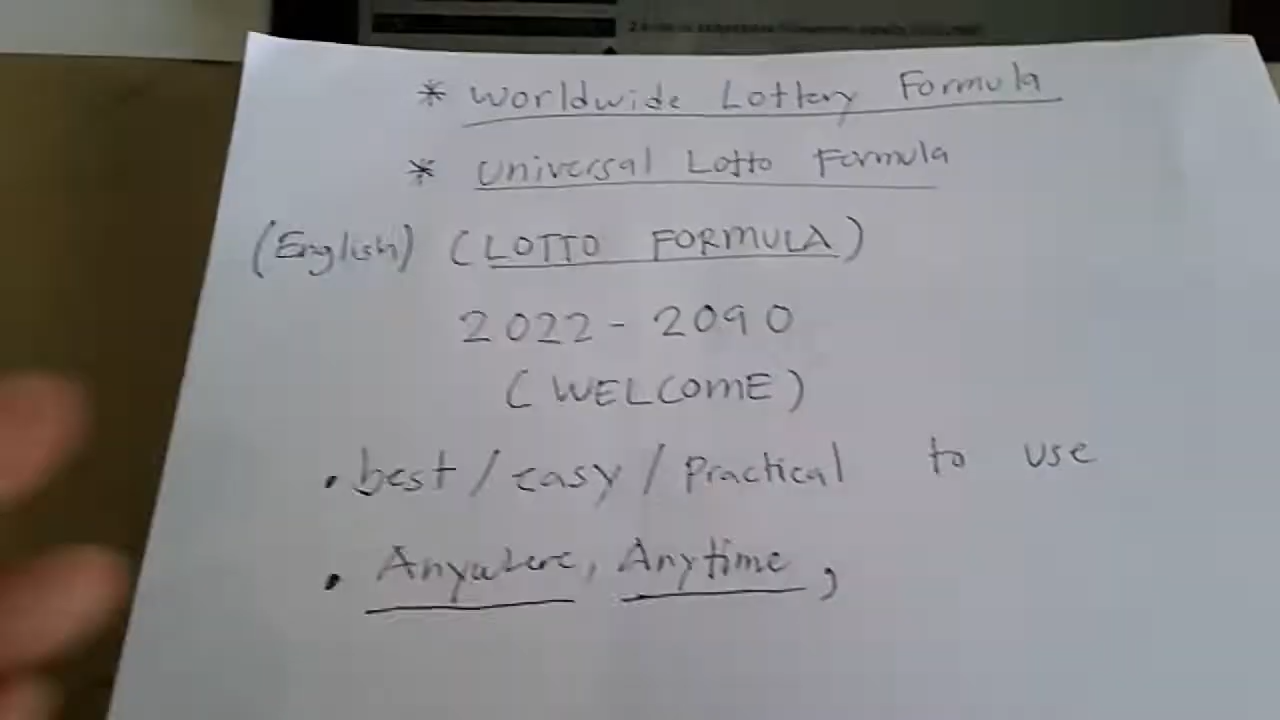 * Worldwide Lottery Formula
* Universal Lotto Formula
(English) (LOTTO FORMULA)
2022 - 2090
(WELCOME)
. best / easy / Practical to use
. Anywhere, Anytime,